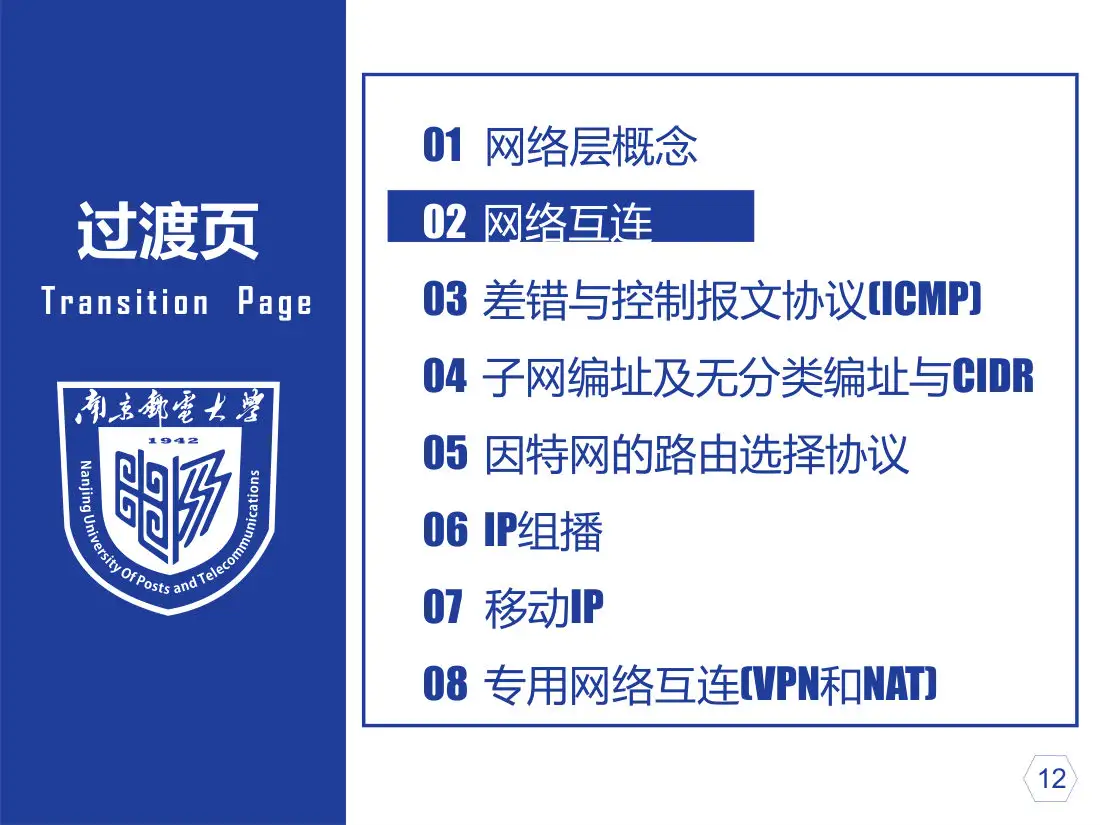 过渡页
Transition Page
南京邮电大学
1942
Nanjing University Of Posts and Telecommunications
01 网络层概念
02 网络互连
03 差错与控制报文协议(ICMP)
04 子网编址及无分类编址与CIDR
05 因特网的路由选择协议
06 IP组播
07 移动IP
08 专用网络互连(VPN和NAT)
12